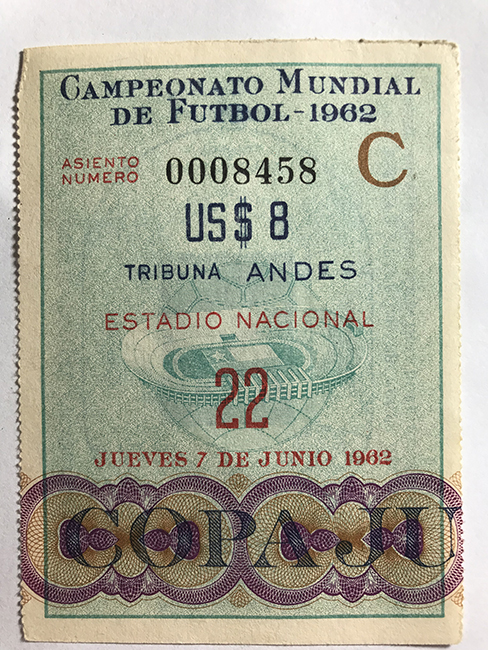 CAMPEONATO MUNDIAL
DE FUTBOL-1962
ASIENTO
NUMERO
0008458
C
US$ 8
TRIBUNA ANDES
ESTADIO NACIONAL
22
JUEVES 7 DE JUNIO 1962
COPA JU